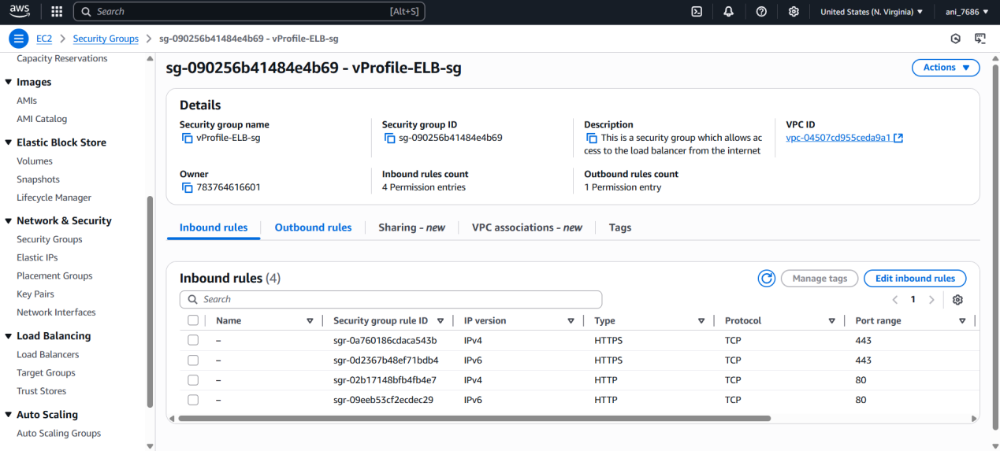 aws
Search [Alt+S] United States (N. Virginia) ▼ ani_7686 ▼
EC2 > Security Groups > sg-090256b41484e4b69 - vProfile-ELB-sg
Capacity Reservations
Images
AMIs
AMI Catalog
Elastic Block Store
Volumes
Snapshots
Lifecycle Manager
Network & Security
Security Groups
Elastic IPs
Placement Groups
Key Pairs
Network Interfaces
Load Balancing
Load Balancers
Target Groups
Trust Stores
Auto Scaling
Auto Scaling Groups
sg-090256b41484e4b69 - vProfile-ELB-sg
Actions ▼
Details
Security group name
vProfile-ELB-sg
Security group ID
sg-090256b41484e4b69
Description
This is a security group which allows ac
cess to the load balancer from the internet
VPC ID
vpc-04507cd955ceda9a1
Owner
783764616601
Inbound rules count
4 Permission entries
Outbound rules count
1 Permission entry
Inbound rules Outbound rules Sharing - new VPC associations - new Tags
Inbound rules (4)
Manage tags Edit inbound rules
Search
< 1 >
Name Security group rule ID IP version Type Protocol Port range
– sgr-0a760186cdaca543b IPv4 HTTPS TCP 443
– sgr-0d2367b48ef71bdb4 IPv6 HTTPS TCP 443
– sgr-02b17148bfb4fb4e7 IPv4 HTTP TCP 80
– sgr-09eeb53cf2ecdec29 IPv6 HTTP TCP 80